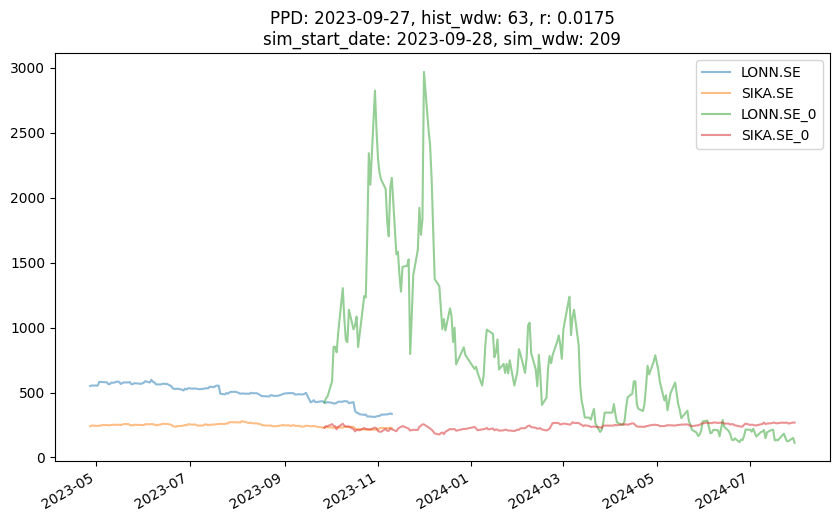 PPD: 2023-09-27, hist_wdw: 63, r: 0.0175
sim_start_date: 2023-09-28, sim_wdw: 209
3000
2500
2000
1500
1000
500
0
LONN.SE
SIKA.SE
LONN.SE_0
SIKA.SE_0
2023-05
2023-07
2023-09
2023-11
2024-01
2024-03
2024-05
2024-07